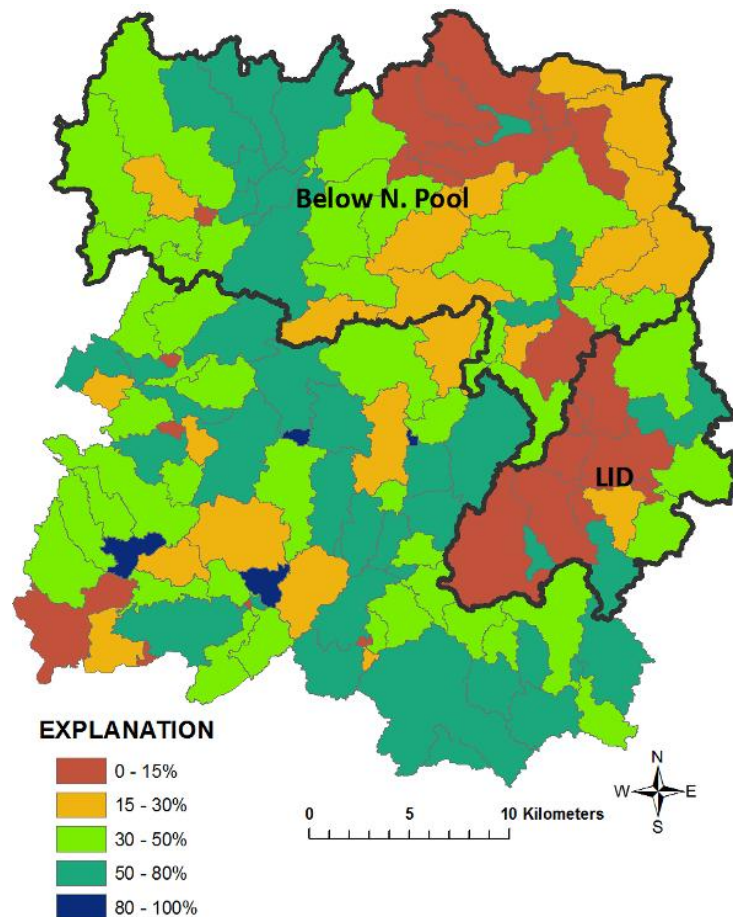 Below N. Pool
LID
EXPLANATION
0 - 15%
15 - 30%
30 - 50%
50 - 80%
80 - 100%
0 5 10 Kilometers
N
W E
S